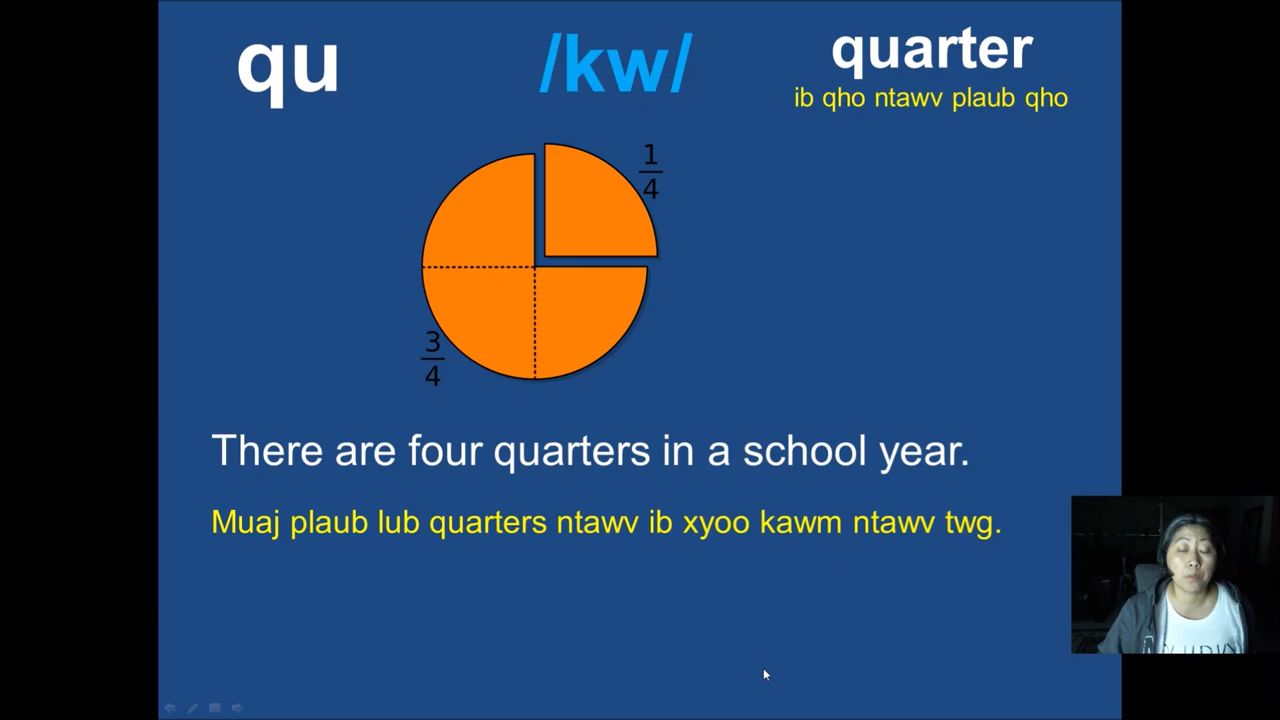 qu
/kw/
quarter
ib qho ntawv plaub qho
1
4
3
4
There are four quarters in a school year.
Muaj plaub lub quarters ntawv ib xyoo kawm ntawv twg.